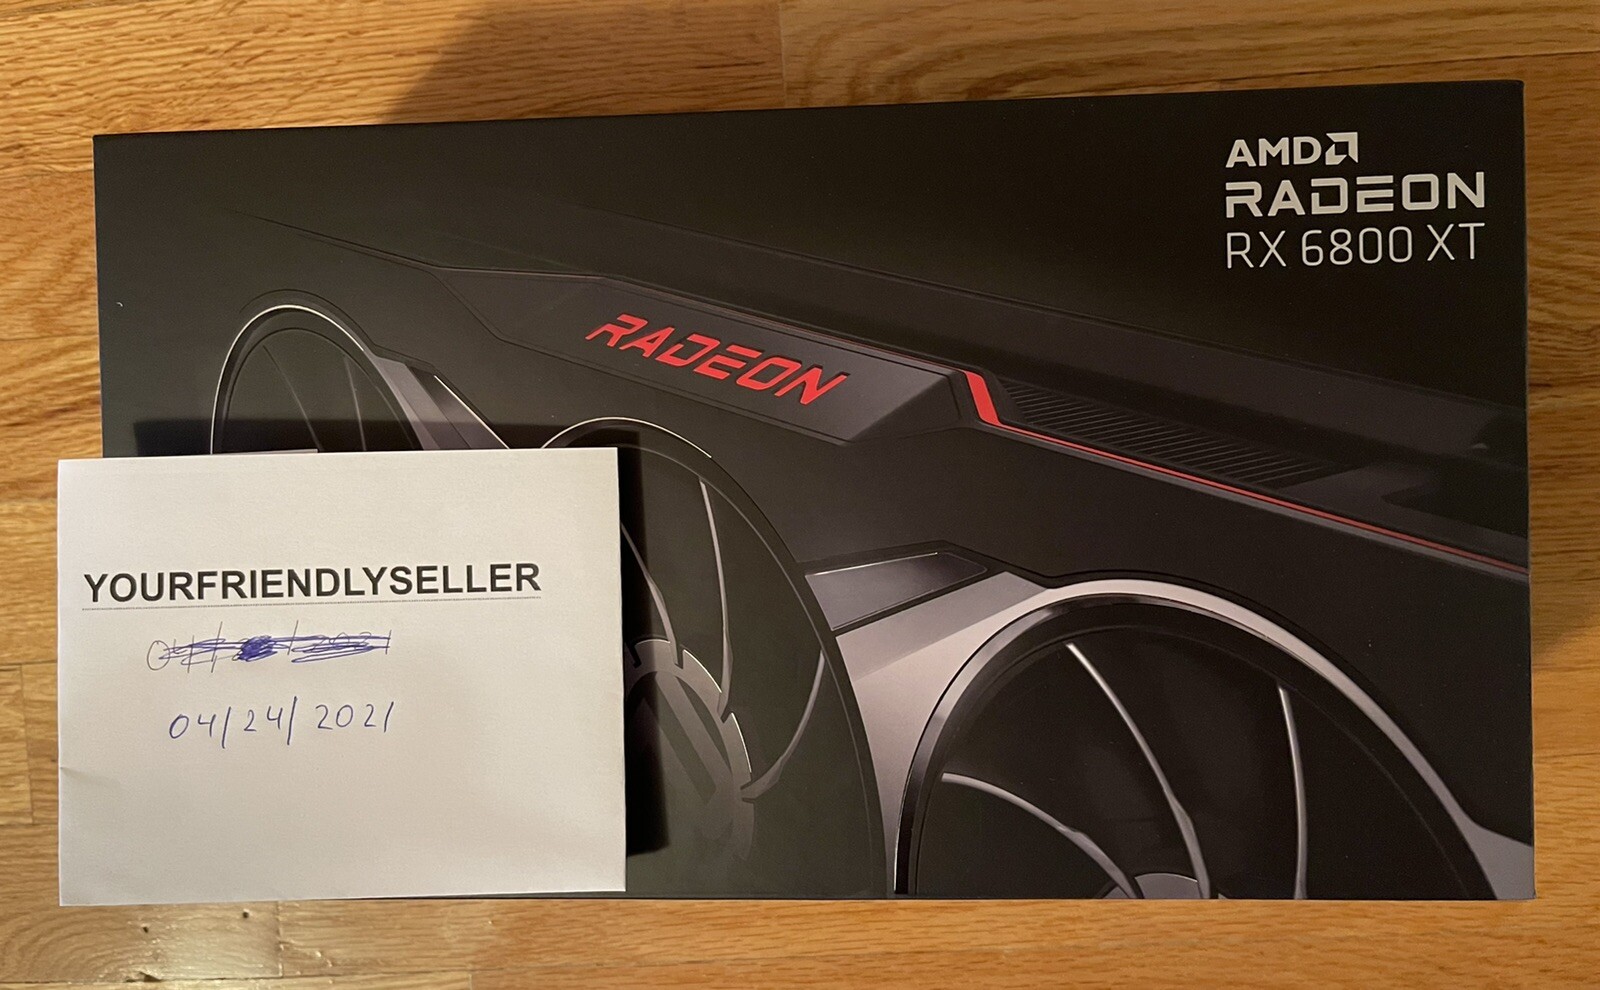 AMD
RADEON
RX 6800 XT
RADEON
YOURFRIENDLYSELLER
04/24/2021